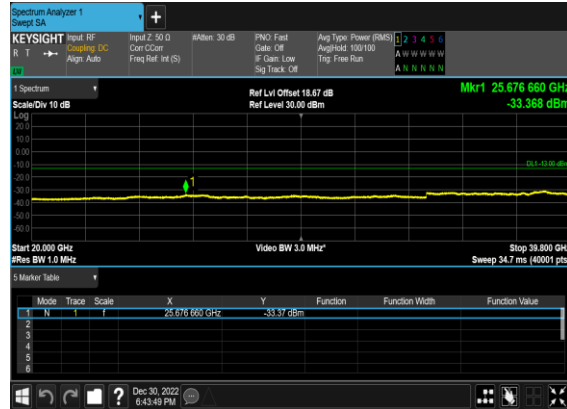 Spectrum Analyzer 1
Swept SA
+
KEYSIGHT
R T
Input: RF
Coupling: DC
Align: Auto
Input Z: 50 Ω
Corr CCorr
Freq Ref: Int (S)
#Atten: 30 dB
PNO: Fast
Gate: Off
IF Gain: Low
Sig Track: Off
Avg Type: Power (RMS)
Avg|Hold: 100/100
Trig: Free Run
1 2 3 4 5 6
A W W W W W
A N N N N N
1 Spectrum
Scale/Div 10 dB
Ref Lvl Offset 18.67 dB
Ref Level 30.00 dBm
Mkr1 25.676 660 GHz
-33.368 dBm
Log
20.0
10.0
0.00
-10.0
DL1 -13.00 dBm
-20.0
1
-30.0
-40.0
-50.0
-60.0
Start 20.000 GHz
#Res BW 1.0 MHz
Video BW 3.0 MHz*
Stop 39.800 GHz
Sweep 34.7 ms (40001 pts)
5 Marker Table
Mode Trace Scale X Y Function Function Width Function Value
1 N 1 f 25.676 660 GHz -33.37 dBm
2
3
4
5
6
?
Dec 30, 2022
6:43:49 PM